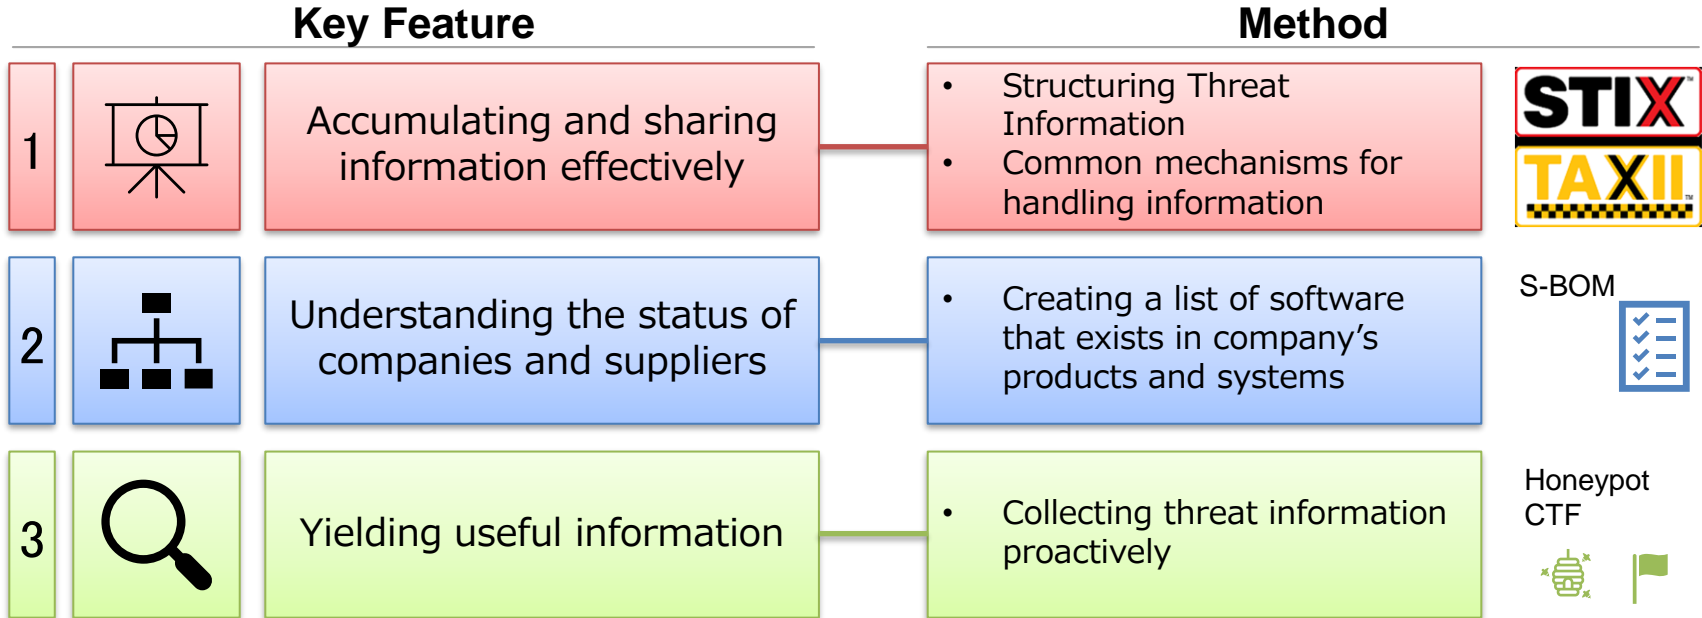 Key Feature
Method
1
Accumulating and sharing
information effectively
• Structuring Threat
Information
• Common mechanisms for
handling information
STIX™
TAXII™
2
Understanding the status of
companies and suppliers
• Creating a list of software
that exists in company’s
products and systems
S-BOM
3
Yielding useful information
• Collecting threat information
proactively
Honeypot
CTF